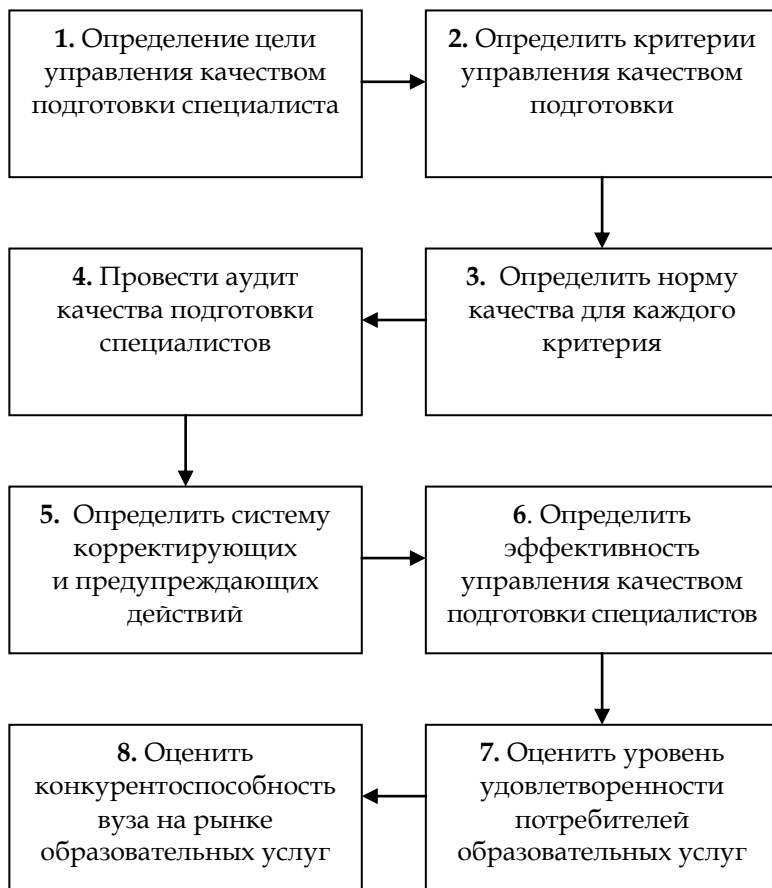 1. Определение цели
управления качеством
подготовки специалиста
2. Определить критерии
управления качеством
подготовки
3. Определить норму
качества для каждого
критерия
4. Провести аудит
качества подготовки
специалистов
5. Определить систему
корректирующих
и предупреждающих
действий
6. Определить
эффективность
управления качеством
подготовки специалистов
7. Оценить уровень
удовлетворенности
потребителей
образовательных услуг
8. Оценить
конкурентоспособность
вуза на рынке
образовательных услуг